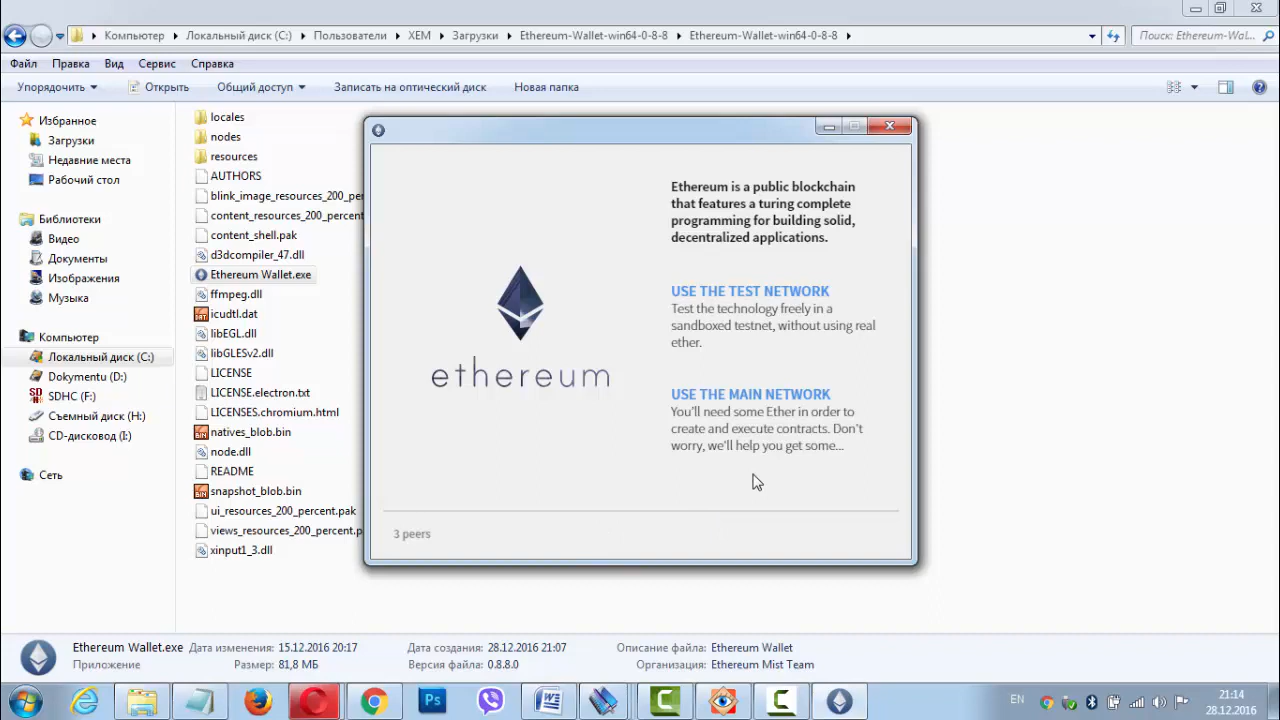 Компьютер
Локальный диск (C:)
Пользователи
XEM
Загрузки
Ethereum-Wallet-win64-0-8-8
Ethereum-Wallet-win64-0-8-8
Поиск: Ethereum-Wal...
Файл
Правка
Вид
Сервис
Справка
Упорядочить
Открыть
Общий доступ
Записать на оптический диск
Новая папка
Избранное
Загрузки
Недавние места
Рабочий стол
Библиотеки
Видео
Документы
Изображения
Музыка
Компьютер
Локальный диск (C:)
Dokumentu (D:)
SDHC (F:)
Съемный диск (H:)
CD-дисковод (I:)
Сеть
locales
nodes
resources
AUTHORS
blink_image_resources_200_per
content_resources_200_percent
content_shell.pak
d3dcompiler_47.dll
Ethereum Wallet.exe
ffmpeg.dll
icudtl.dat
libEGL.dll
libGLESv2.dll
LICENSE
LICENSE.electron.txt
LICENSES.chromium.html
natives_blob.bin
node.dll
README
snapshot_blob.bin
ui_resources_200_percent.pak
views_resources_200_percent.p
xinput1_3.dll
ethereum
Ethereum is a public blockchain
that features a turing complete
programming for building solid,
decentralized applications.
USE THE TEST NETWORK
Test the technology freely in a
sandboxed testnet, without using real
ether.
USE THE MAIN NETWORK
You'll need some Ether in order to
create and execute contracts. Don't
worry, we'll help you get some...
3 peers
Ethereum Wallet.exe
Приложение
Дата изменения: 15.12.2016 20:17
Размер: 81,8 МБ
Дата создания: 28.12.2016 21:07
Версия файла: 0.8.8.0
Описание файла: Ethereum Wallet
Организация: Ethereum Mist Team
Ps
EN
21:14
28.12.2016